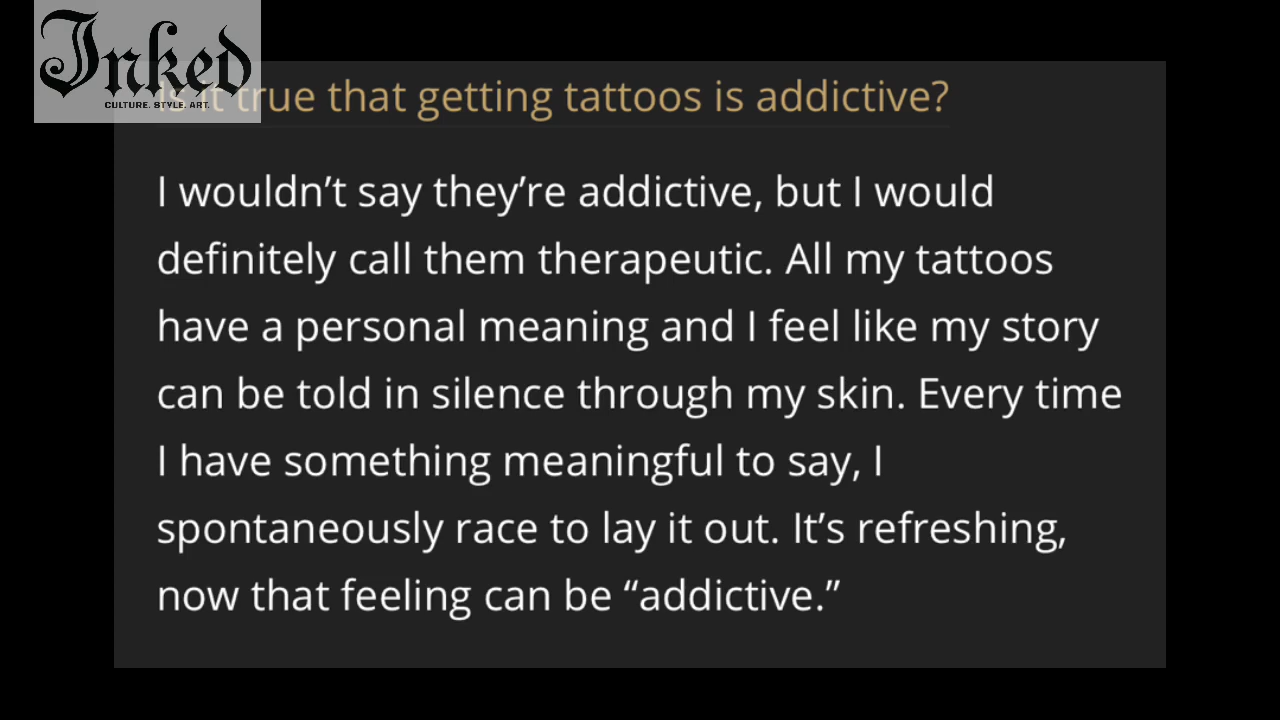 Inked
CULTURE. STYLE. ART.
Is it true that getting tattoos is addictive?
I wouldn’t say they’re addictive, but I would
definitely call them therapeutic. All my tattoos
have a personal meaning and I feel like my story
can be told in silence through my skin. Every time
I have something meaningful to say, I
spontaneously race to lay it out. It’s refreshing,
now that feeling can be “addictive.”